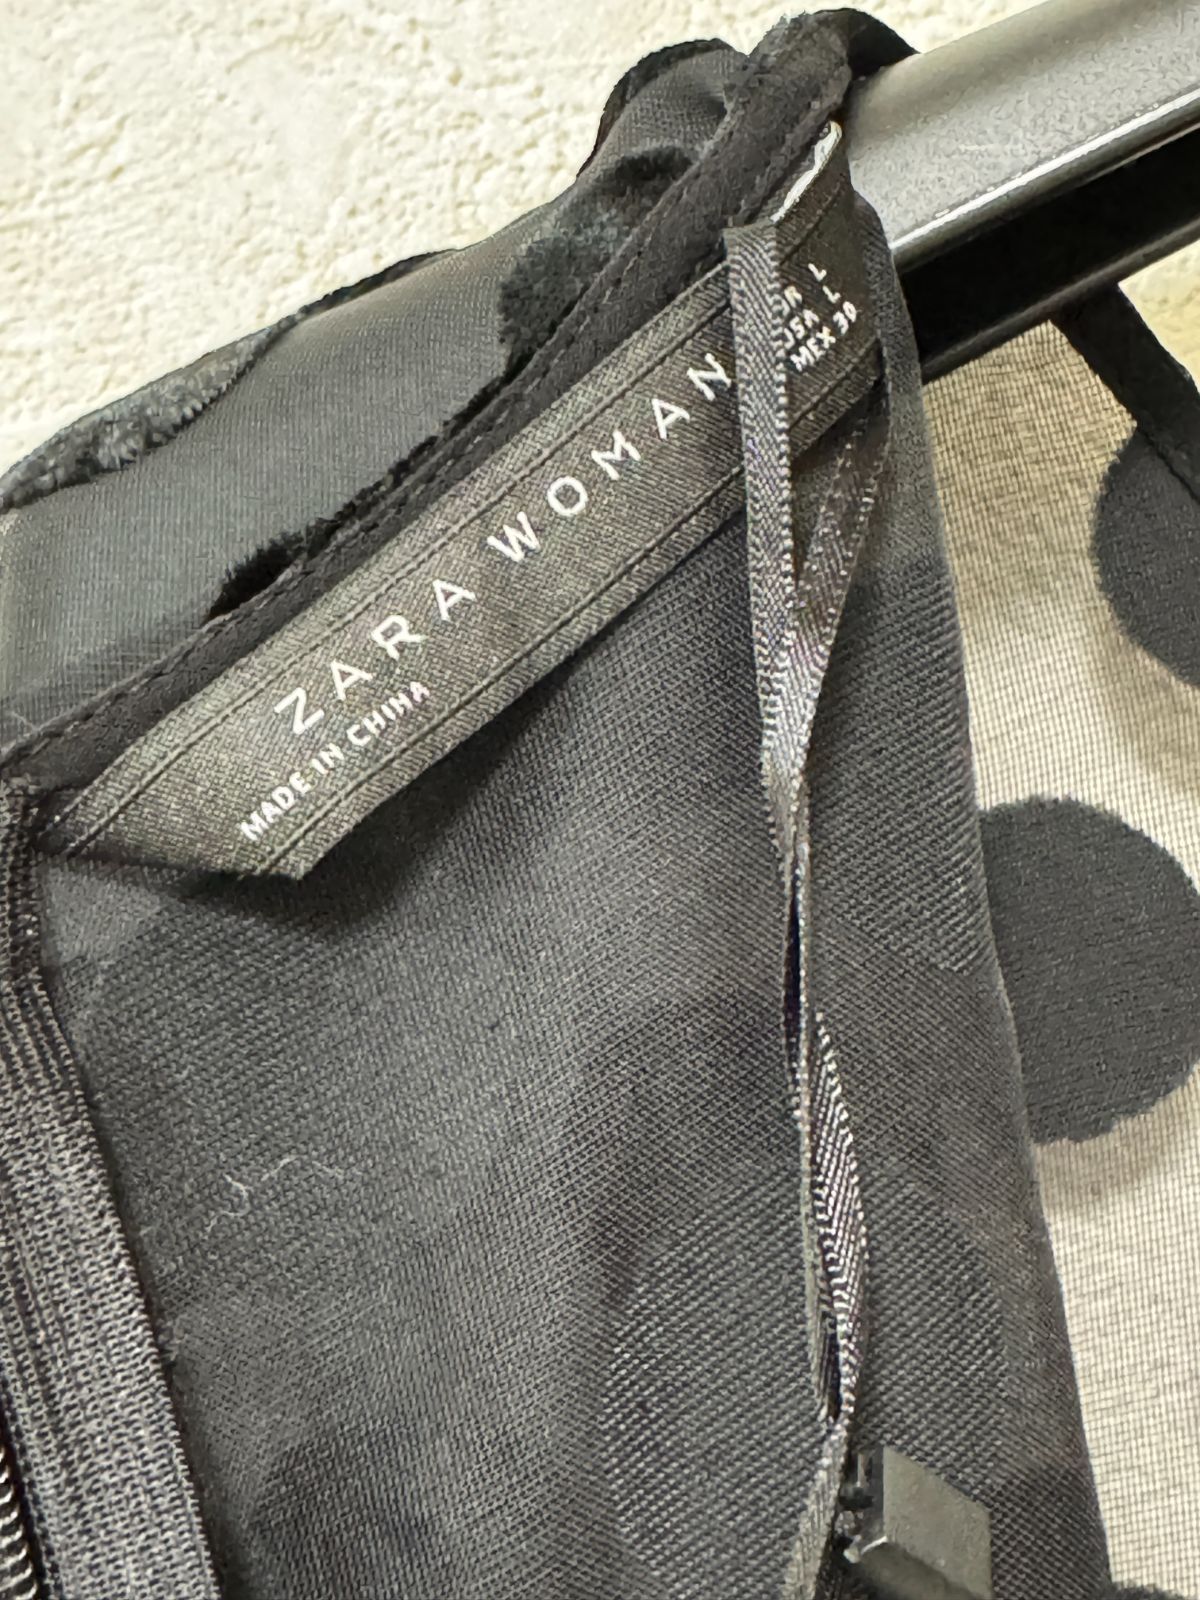 ZARA WOMAN
MADE IN CHINA
L
USA L
MEX 30